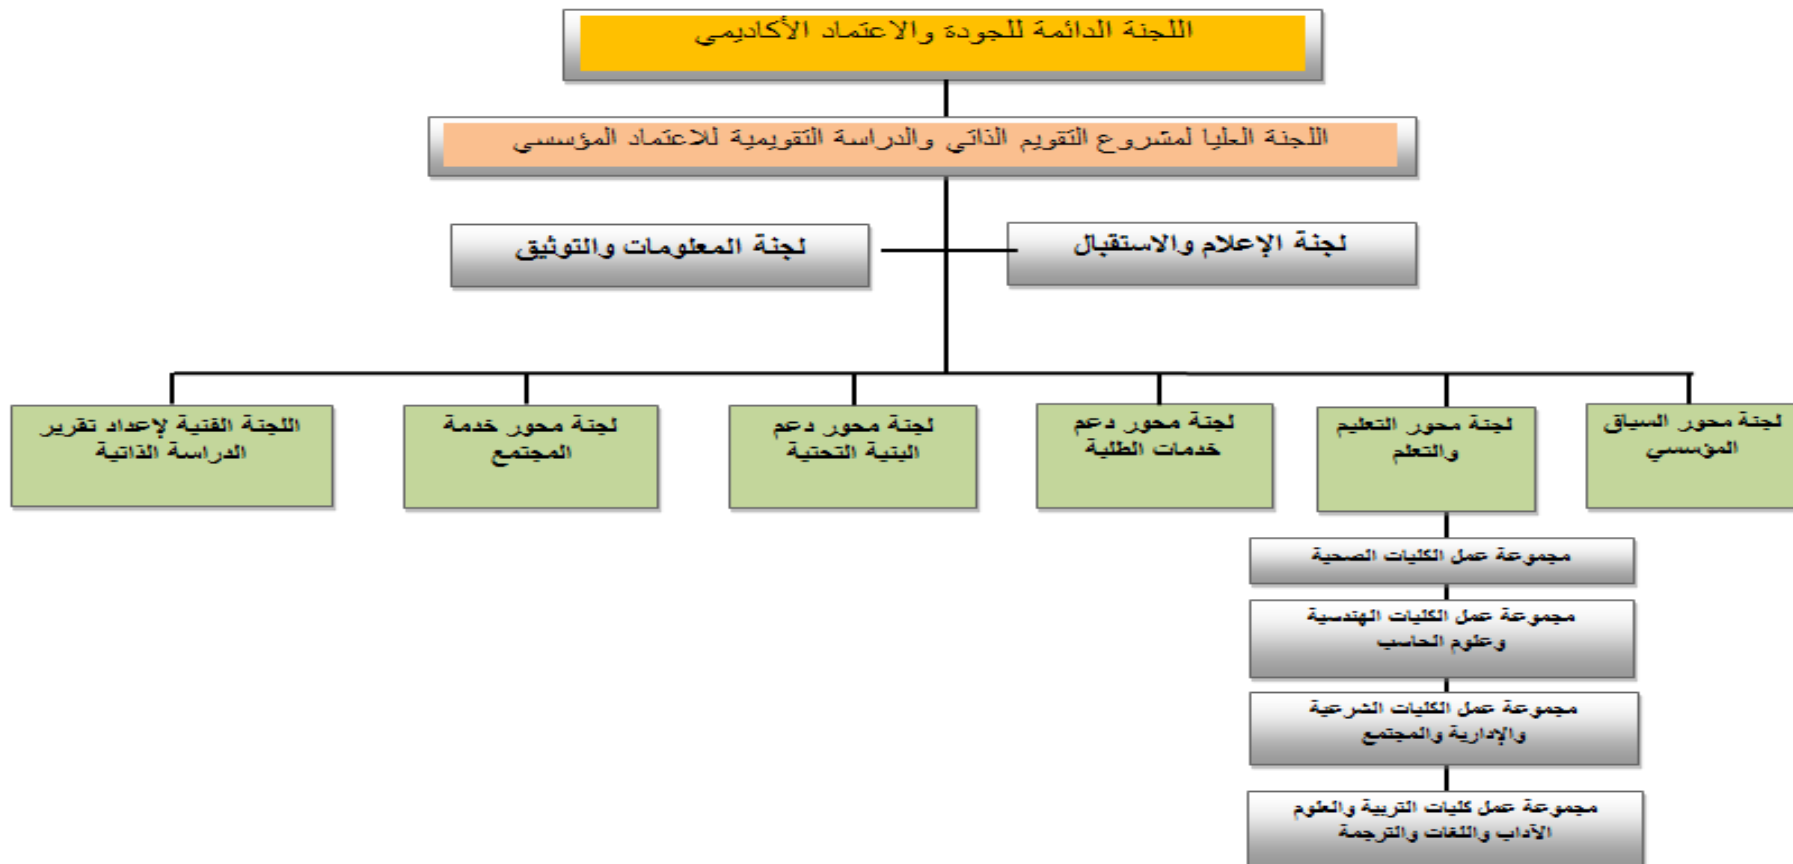 اللجنة الدائمة للجودة والاعتماد الأكاديمي
اللجنة العليا لمشروع التقويم الذاتي والدراسة التقويمية للاعتماد المؤسسي
لجنة الإعلام والاستقبال
لجنة المعلومات والتوثيق
لجنة محور السياق
المؤسسي
لجنة محور التعليم
والتعلم
لجنة محور دعم
خدمات الطلبة
لجنة محور دعم
البنية التحتية
لجنة محور خدمة
المجتمع
اللجنة الفنية لإعداد تقرير
الدراسة الذاتية
مجموعة عمل الكليات الصحية
مجموعة عمل الكليات الهندسية
وعلوم الحاسب
مجموعة عمل الكليات الشرعية
والإدارية والمجتمع
مجموعة عمل كليات التربية والعلوم
الآداب واللغات والترجمة